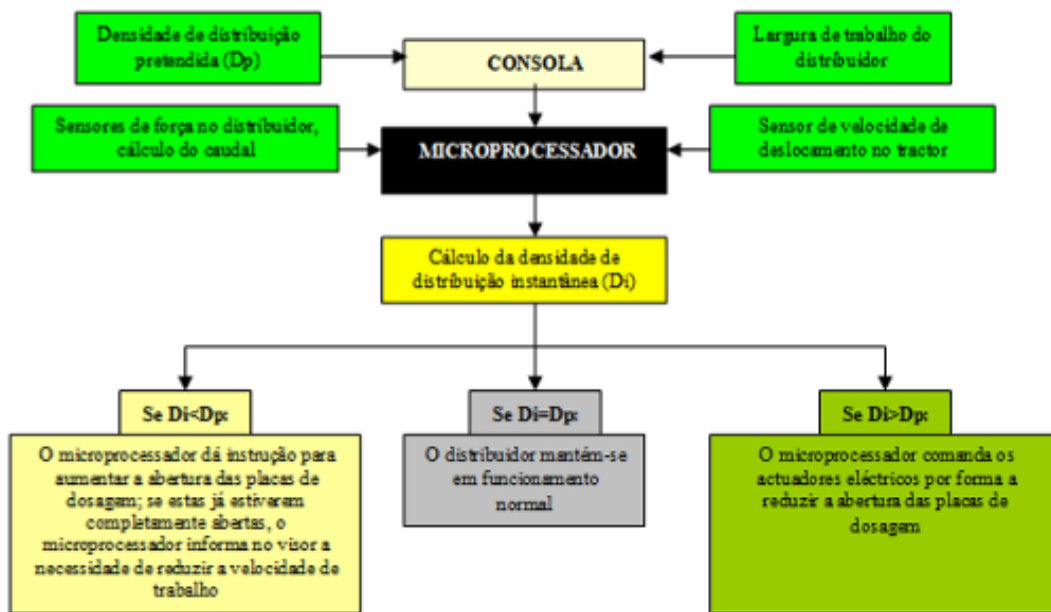 Densidade de distribuição
pretendida (Dp)
CONSOLA
Largura de trabalho do
distribuidor
Sensores de força no distribuidor,
cálculo do caudal
MICROPROCESSADOR
Sensor de velocidade de
deslocamento no tractor
Cálculo da densidade de
distribuição instantânea (Di)
Se Di<Dp:
O microprocessador dá instrução para
aumentar a abertura das placas de
dosagem; se estas já estiverem
completamente abertas, o
microprocessador informa no visor a
necessidade de reduzir a velocidade de
trabalho
Se Di=Dp:
O distribuidor mantém-se
em funcionamento
normal
Se Di>Dp:
O microprocessador comanda os
actuadores eléctricos por forma a
reduzir a abertura das placas de
dosagem